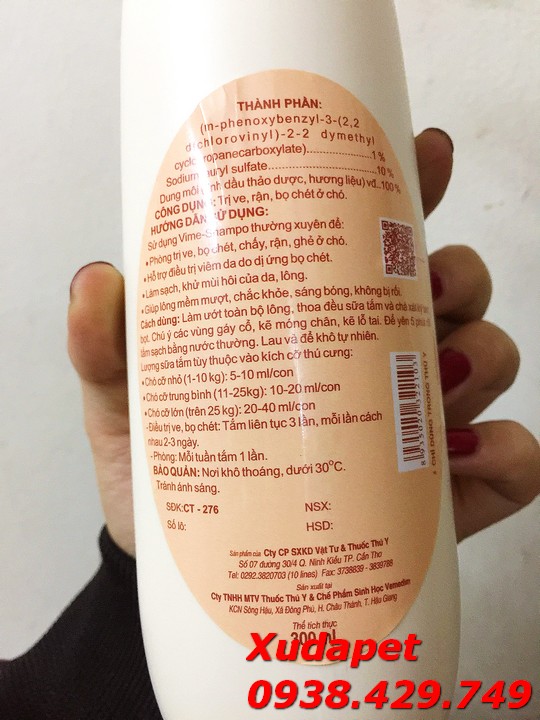 THÀNH PHẦN:
(m-phenoxybenzyl-3-(2,2
dichlorovinyl)-2-2 dymethyl
cyclopropanecarboxylate)..................1 %
Sodium lauryl sulfate.........................10 %
Dung môi (tinh dầu thảo dược, hương liệu) vđ..100 %
CÔNG DỤNG: Trị ve, rận, bọ chét ở chó.
HƯỚNG DẪN SỬ DỤNG:
Sử dụng Vime-Shampo thường xuyên để:
• Phòng trị ve, bọ chét, chấy, rận, ghẻ ở chó.
• Hỗ trợ điều trị viêm da do dị ứng bọ chét.
• Làm sạch, khử mùi hôi của da, lông.
• Giúp lông mềm mượt, chắc khỏe, sáng bóng, không bị rối.
Cách dùng: Làm ướt toàn bộ lông, thoa đều sữa tắm và chà xát
bọt. Chú ý các vùng gáy cổ, kẽ móng chân, kẽ lỗ tai. Để yên 5 phút
tắm sạch bằng nước thường. Lau và để khô tự nhiên.
Lượng sữa tắm tùy thuộc vào kích cỡ thú cưng:
• Chó cỡ nhỏ (1-10 kg): 5-10 ml/con
• Chó cỡ trung bình (11-25kg): 10-20 ml/con
• Chó cỡ lớn (trên 25 kg): 20-40 ml/con
- Điều trị ve, bọ chét: Tắm liên tục 3 lần, mỗi lần cách
nhau 2-3 ngày.
- Phòng: Mỗi tuần tắm 1 lần.
BẢO QUẢN: Nơi khô thoáng, dưới 30°C.
Tránh ánh sáng.
SĐK:CT - 276 NSX:
Số lô: HSD:
Sản phẩm của Cty CP SXKD Vật Tư & Thuốc Thú Y
Số 07 đường 30/4 Q. Ninh Kiều TP. Cần Thơ
Tel: 0292.3820703 (10 lines) Fax: 3738839 - 3839788
Sản xuất tại
Cty TNHH MTV Thuốc Thú Y & Chế Phẩm Sinh Học Vemedim
KCN Sông Hậu, Xã Đông Phú, H. Châu Thành, T. Hậu Giang
Thể tích thực
300 ml
CHỈ DÙNG TRONG THÚ Y
Xudapet
0938.429.749